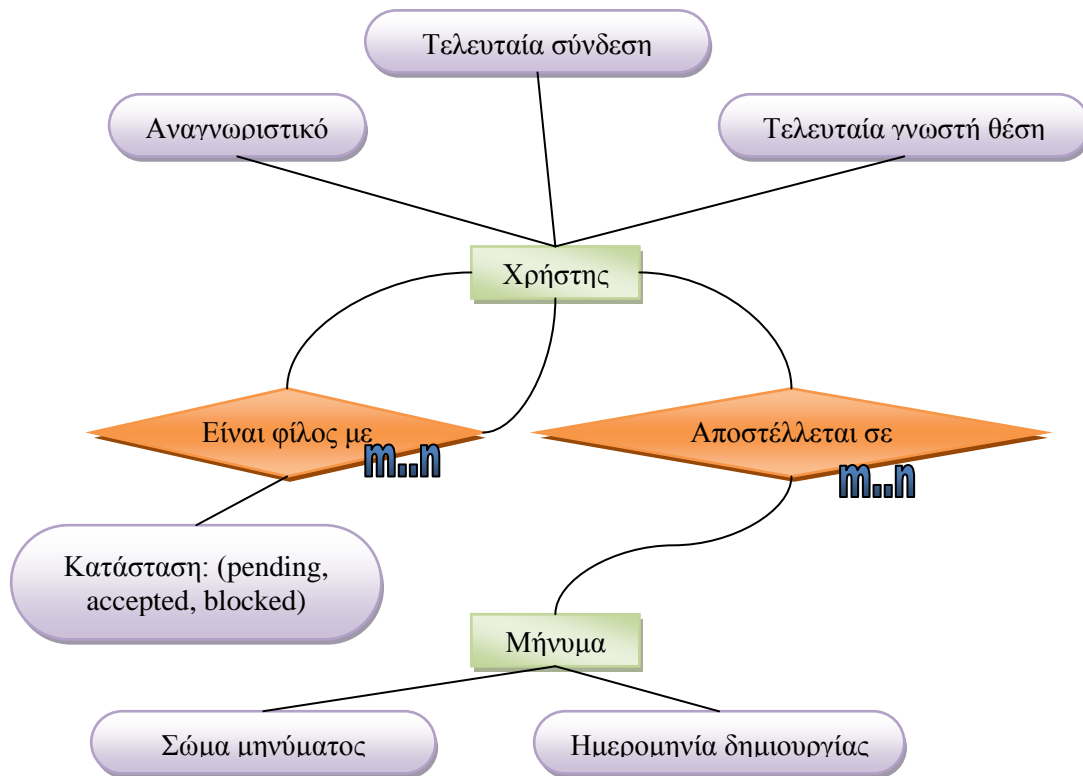 Τελευταία σύνδεση
Αναγνωριστικό
Τελευταία γνωστή θέση
Χρήστης
Είναι φίλος με
m..n
Αποστέλλεται σε
m..n
Κατάσταση: (pending,
accepted, blocked)
Μήνυμα
Σώμα μηνύματος
Ημερομηνία δημιουργίας